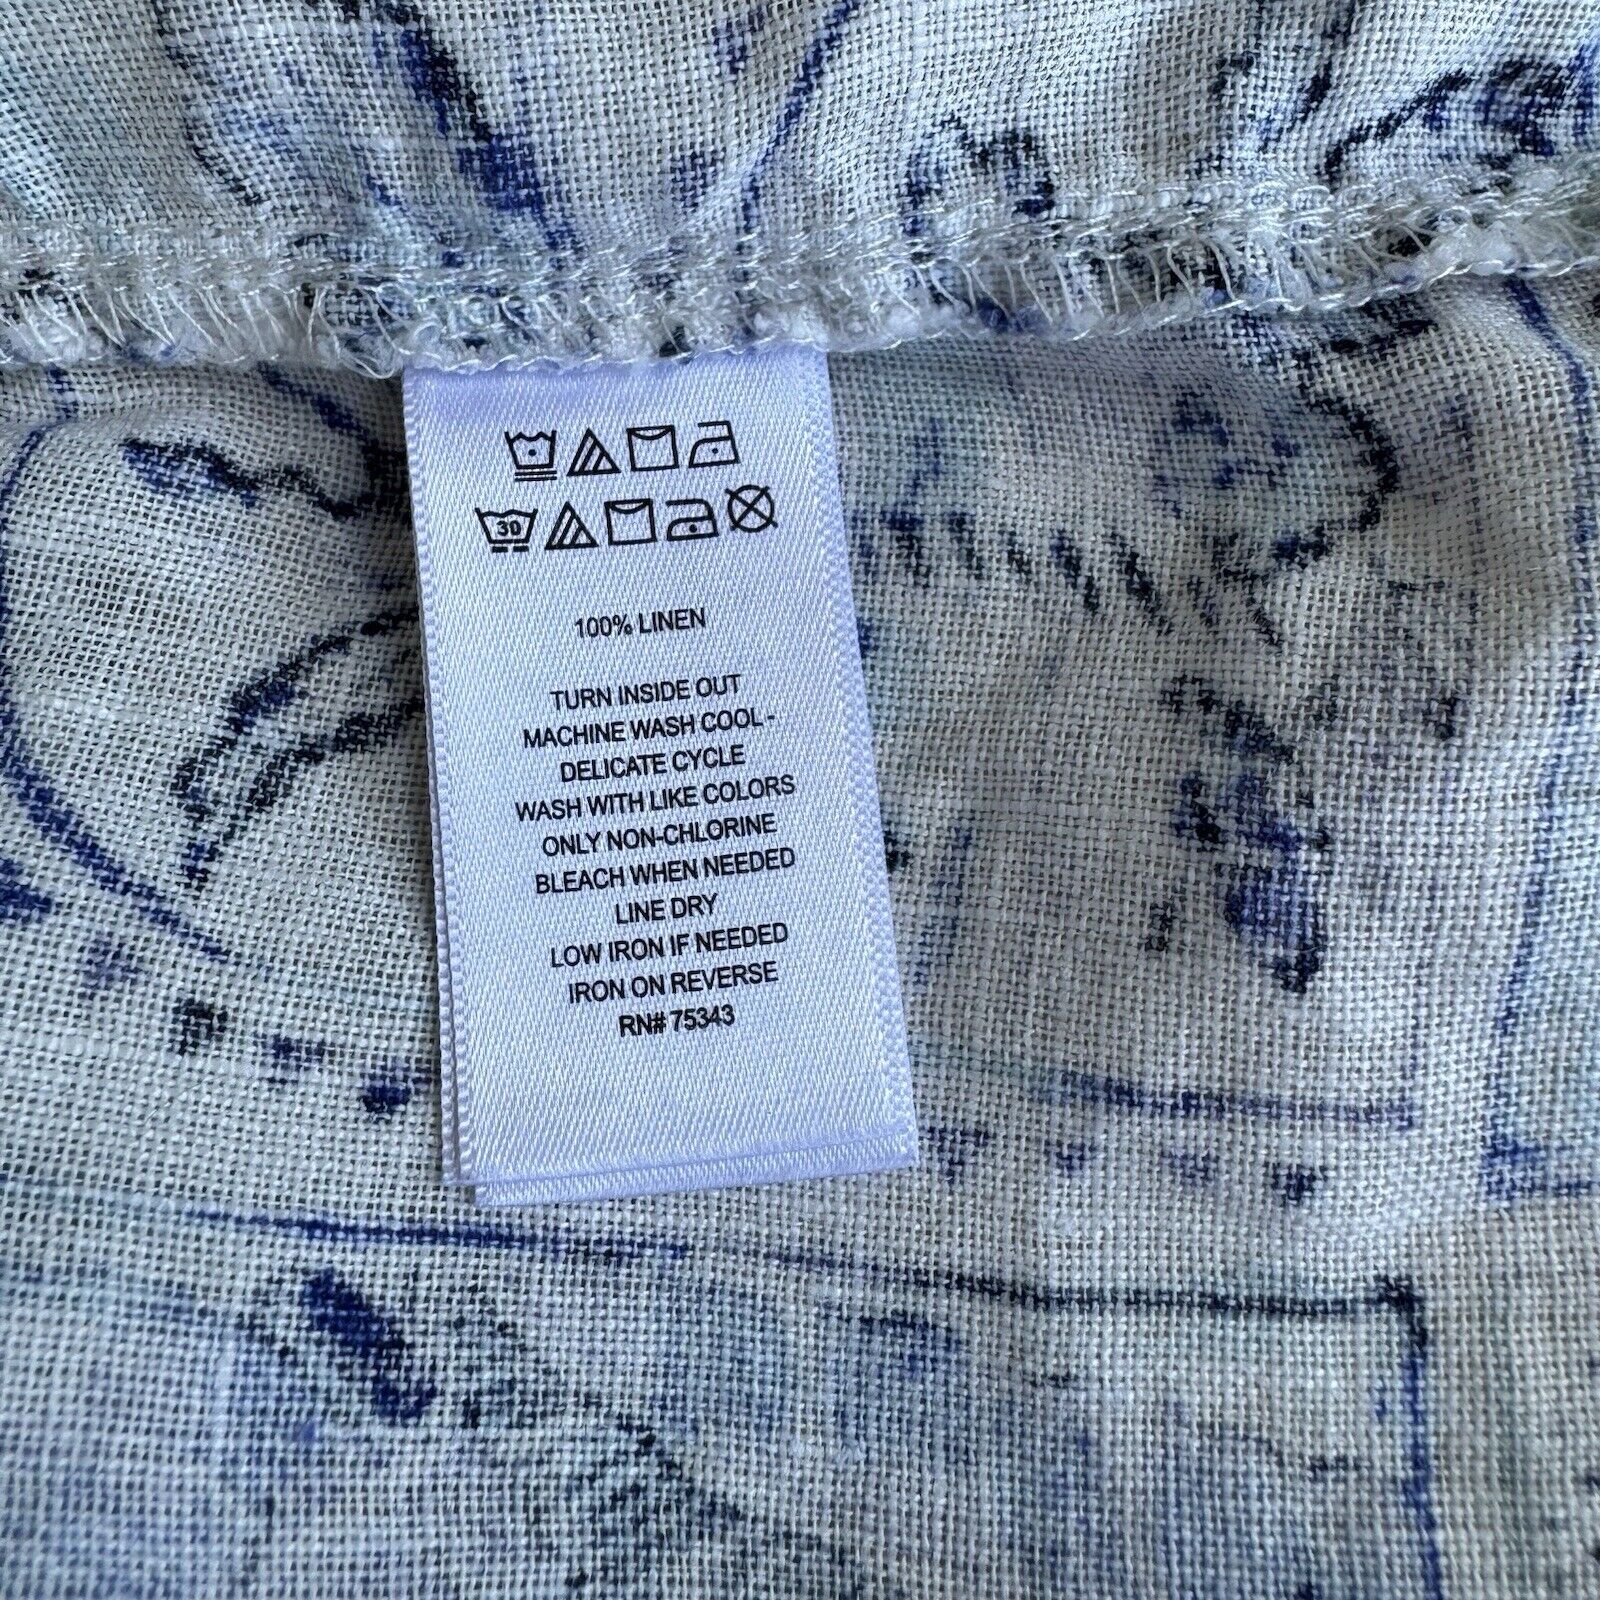 30
100% LINEN
TURN INSIDE OUT
MACHINE WASH COOL -
DELICATE CYCLE
WASH WITH LIKE COLORS
ONLY NON-CHLORINE
BLEACH WHEN NEEDED
LINE DRY
LOW IRON IF NEEDED
IRON ON REVERSE
RN# 75343